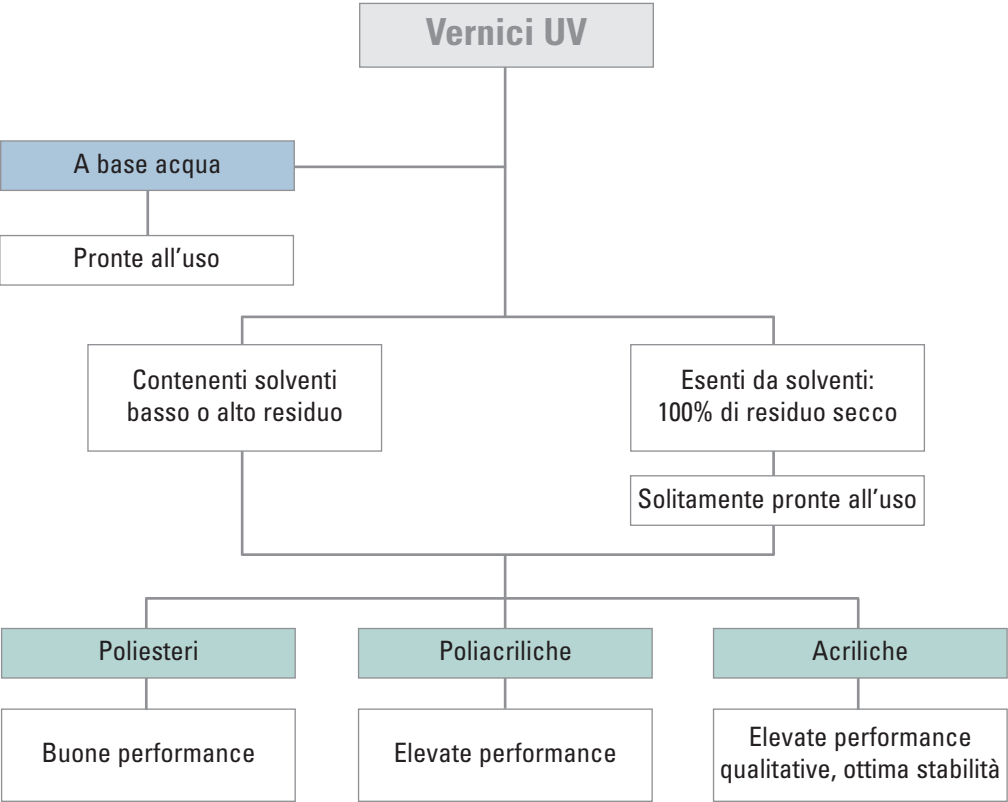 Vernici UV
A base acqua
Pronte all'uso
Contenenti solventi
basso o alto residuo
Esenti da solventi:
100% di residuo secco
Solitamente pronte all'uso
Poliesteri
Poliacriliche
Acriliche
Buone performance
Elevate performance
Elevate performance
qualitative, ottima stabilità